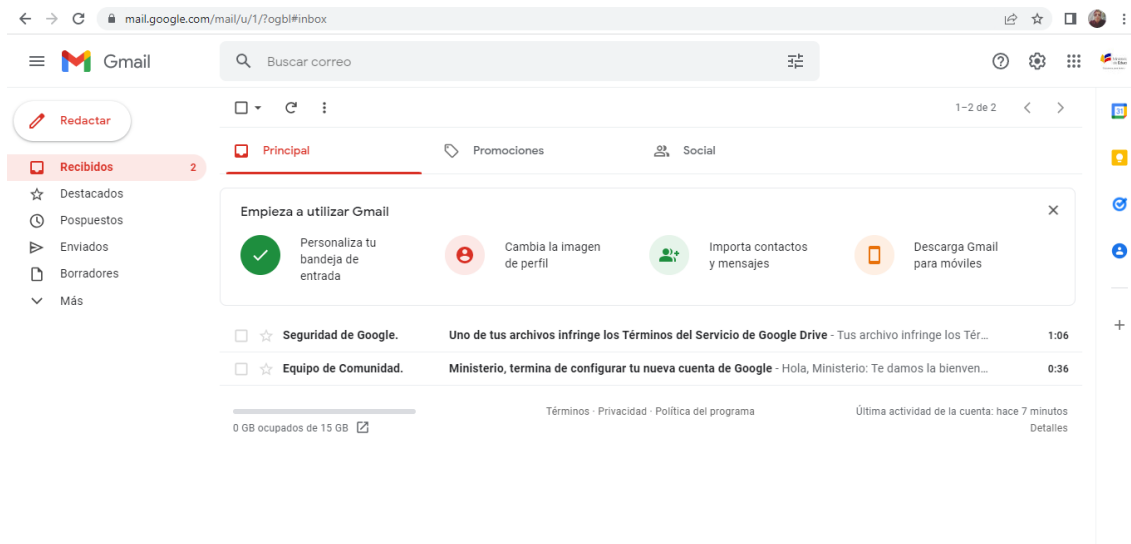 mail.google.com/mail/u/1/?ogbl#inbox
Gmail
Buscar correo
Redactar
1–2 de 2
Principal
Promociones
Social
Recibidos 2
Destacados
Pospuestos
Enviados
Borradores
Más
Empieza a utilizar Gmail
Personaliza tu
bandeja de
entrada
Cambia la imagen
de perfil
Importa contactos
y mensajes
Descarga Gmail
para móviles
Seguridad de Google. Uno de tus archivos infringe los Términos del Servicio de Google Drive - Tus archivo infringe los Tér... 1:06
Equipo de Comunidad. Ministerio, termina de configurar tu nueva cuenta de Google - Hola, Ministerio: Te damos la bienven... 0:36
0 GB ocupados de 15 GB
Términos · Privacidad · Política del programa
Última actividad de la cuenta: hace 7 minutos
Detalles
31